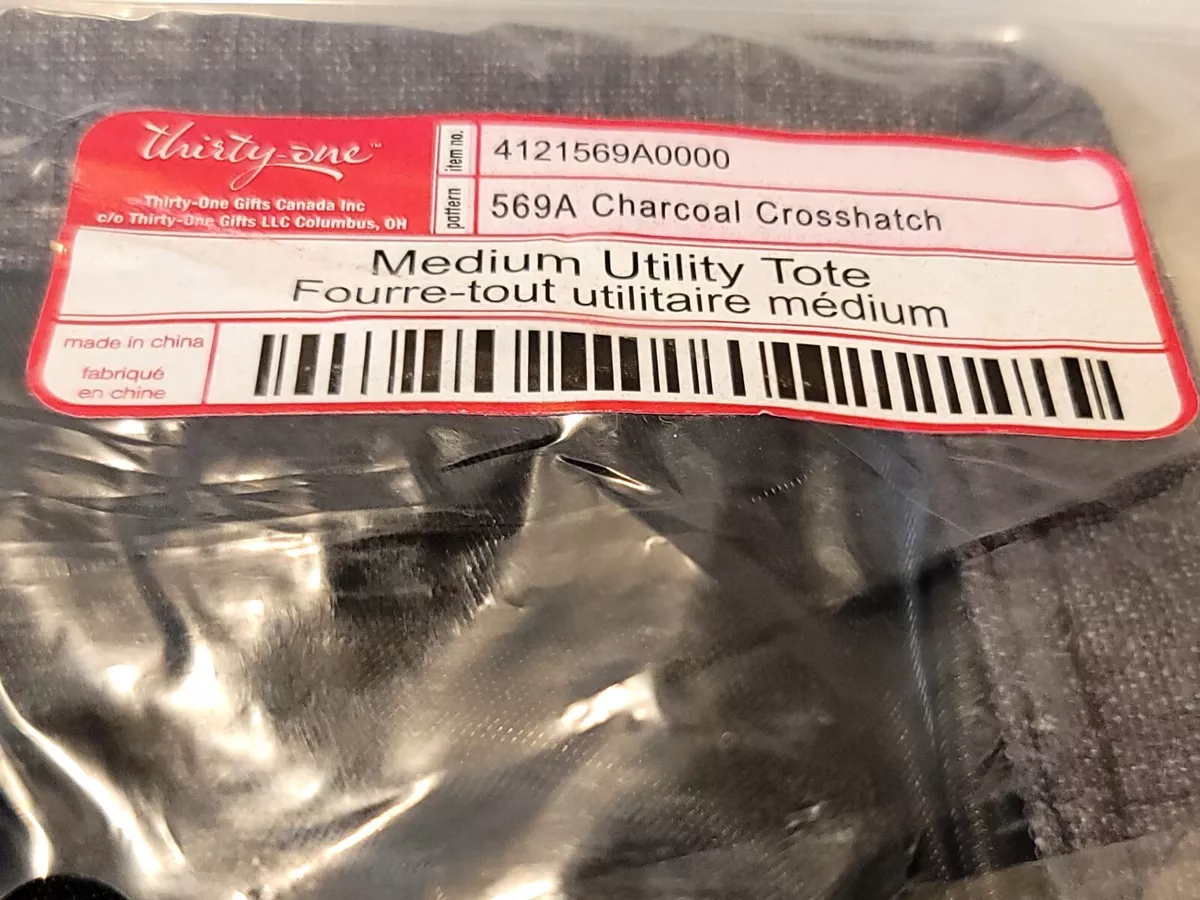 thirty-one™
Thirty-One Gifts Canada Inc
c/o Thirty-One Gifts LLC Columbus, OH
item no.
4121569A0000
pattern
569A Charcoal Crosshatch
Medium Utility Tote
Fourre-tout utilitaire médium
made in china
fabriqué
en chine